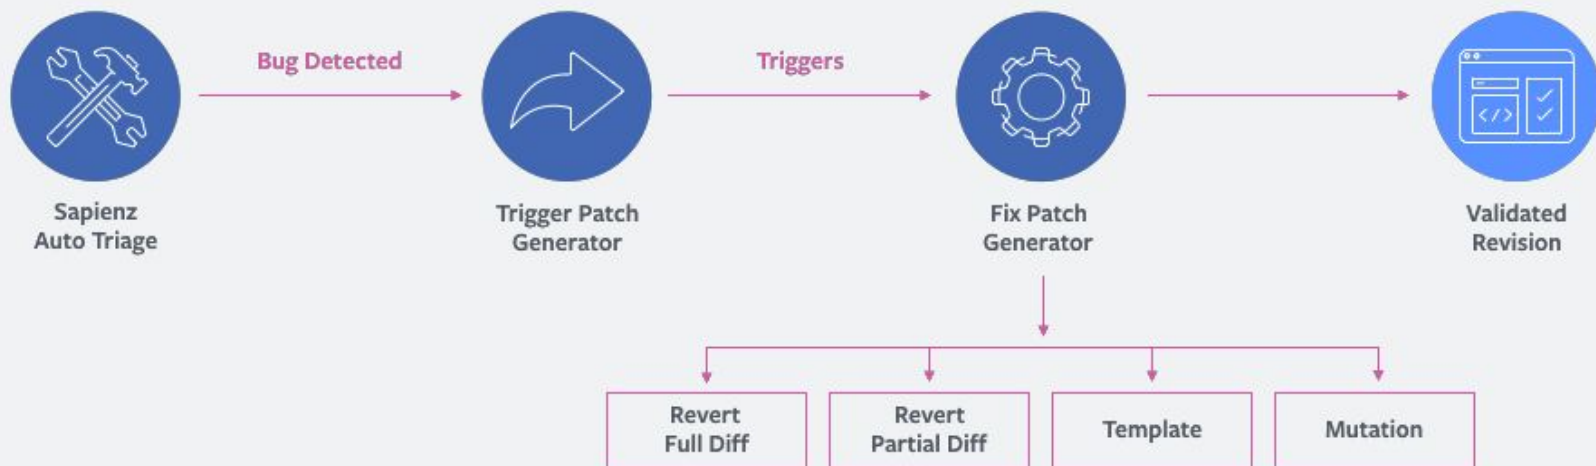 Bug Detected
Triggers
</>
Sapienz
Auto Triage
Trigger Patch
Generator
Fix Patch
Generator
Validated
Revision
Revert
Full Diff
Revert
Partial Diff
Template
Mutation